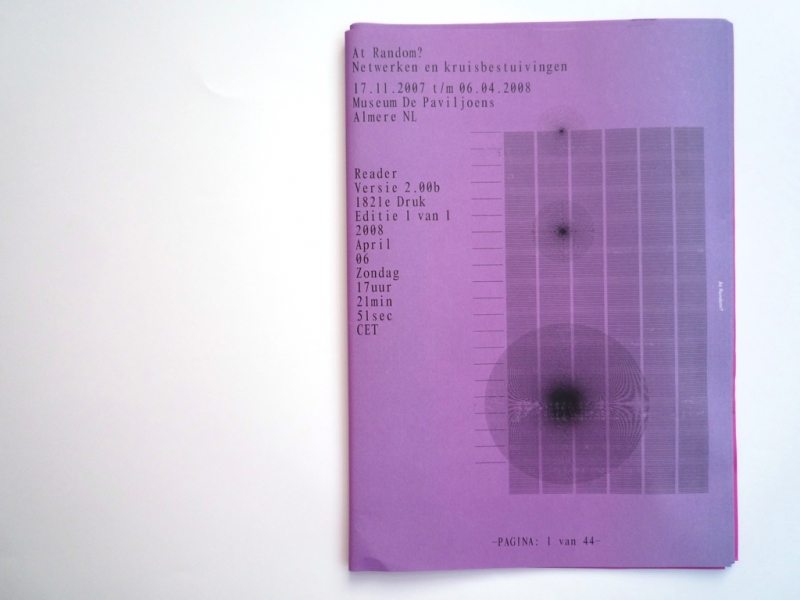 At Random?
Netwerken en kruisbestuivingen
17.11.2007 t/m 06.04.2008
Museum De Paviljoens
Almere NL
Reader
Versie 2.00b
1821e Druk
Editie 1 van 1
2008
April
06
Zondag
17uur
21min
51sec
CET
At Random?
-PAGINA: 1 van 44-